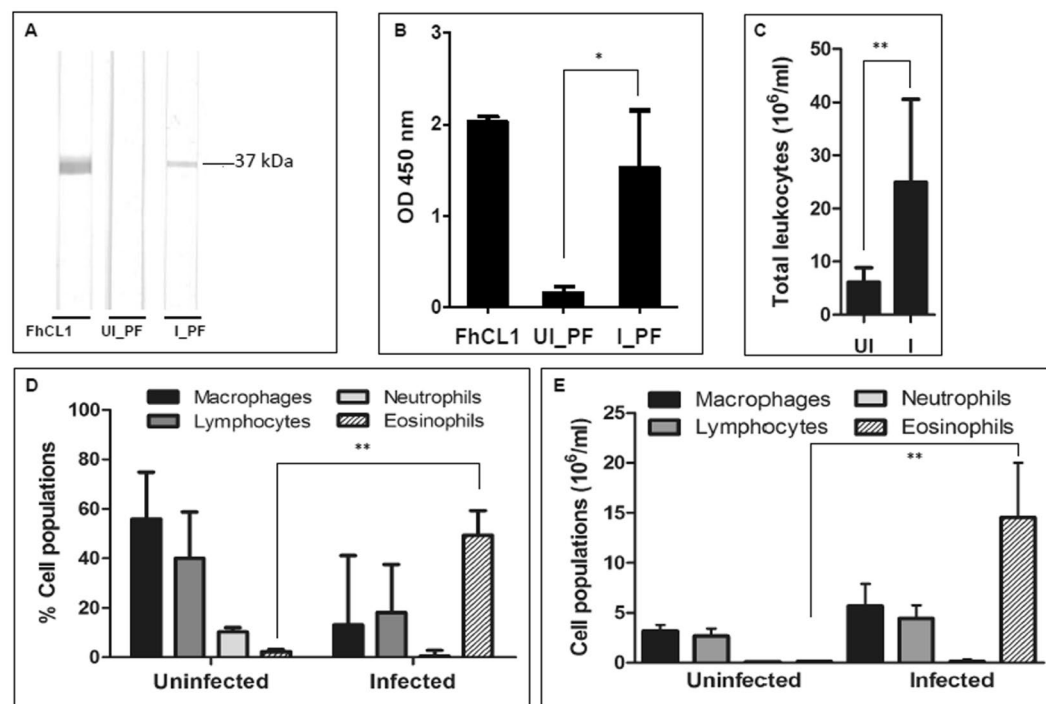 A
37 kDa
FhCL1 UI_PF I_PF
B
OD 450 nm
3
2
1
0
*
FhCL1 UI_PF I_PF
C
Total leukocytes (10⁶/ml)
50
40
30
20
10
0
**
UI I
D
Macrophages Neutrophils
Lymphocytes Eosinophils
% Cell populations
100
80
60
40
20
0
**
Uninfected Infected
E
Macrophages Neutrophils
Lymphocytes Eosinophils
Cell populations (10⁶/ml)
25
20
15
10
5
0
**
Uninfected Infected